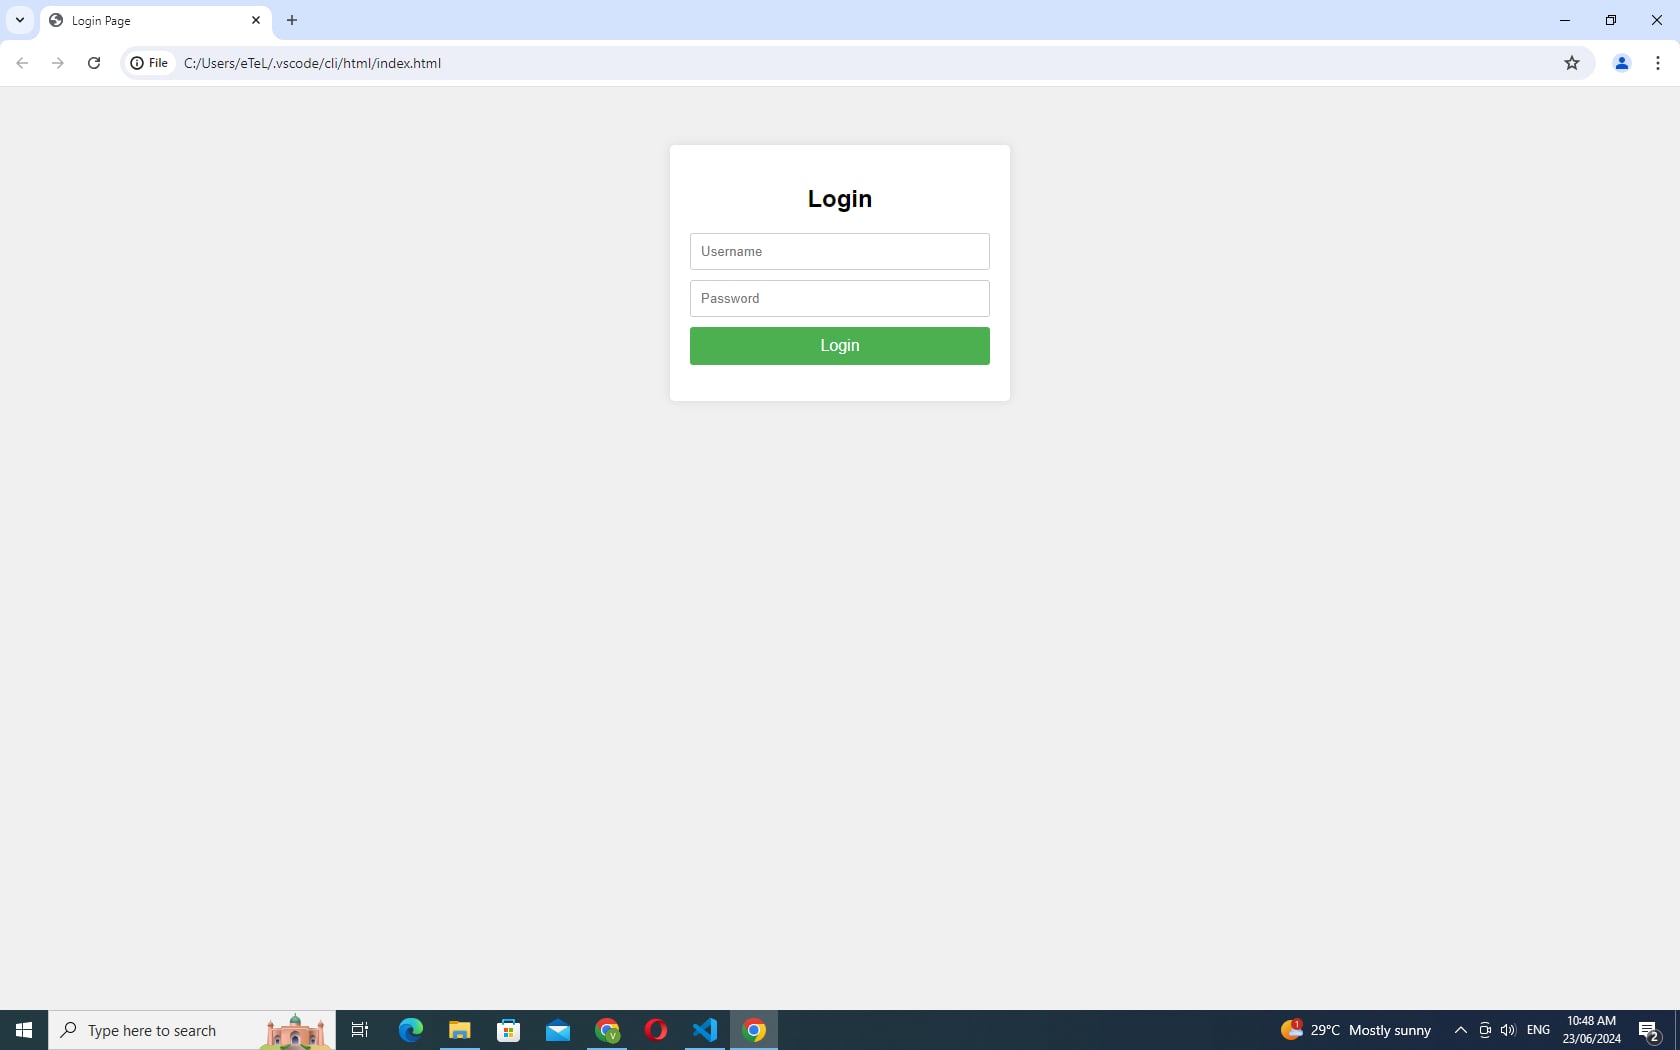 Login Page
File C:/Users/eTeL/.vscode/cli/html/index.html
Login
Username
Password
Login
Type here to search
V
1
29°C Mostly sunny
ENG
10:48 AM
23/06/2024
2